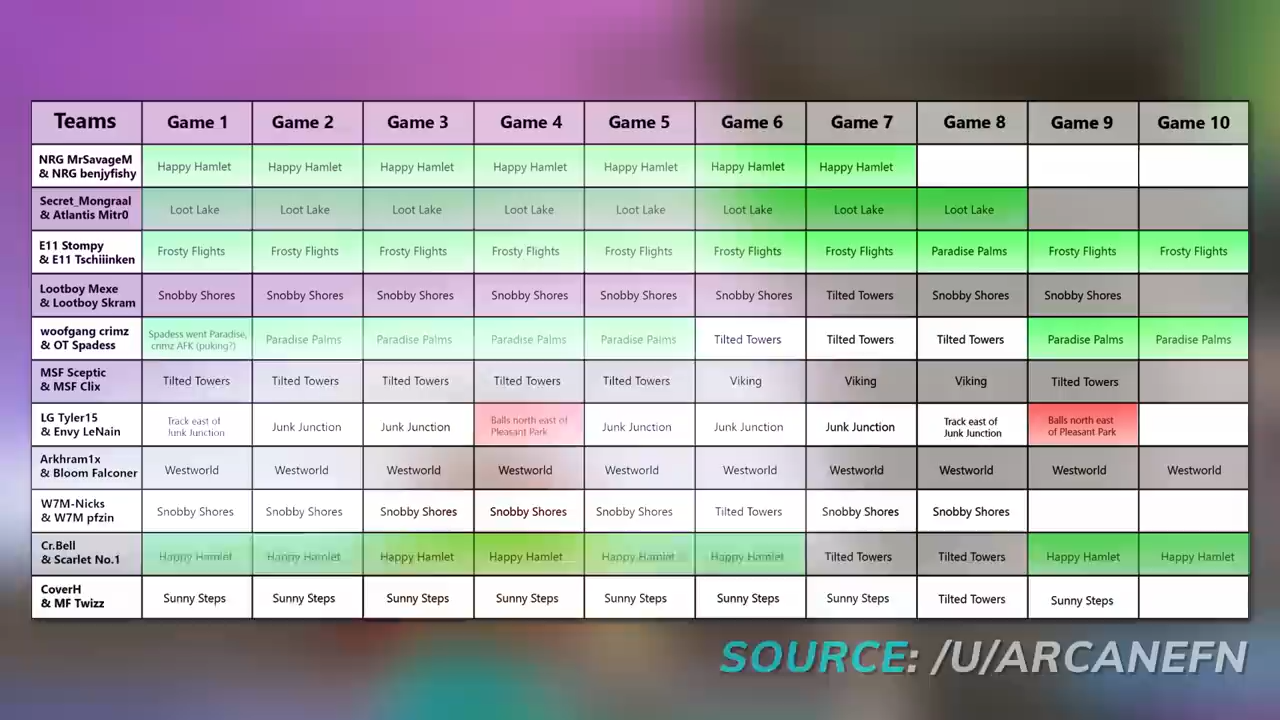 Teams Game 1 Game 2 Game 3 Game 4 Game 5 Game 6 Game 7 Game 8 Game 9 Game 10
NRG MrSavageM
& NRG benjyfishy
Happy Hamlet Happy Hamlet Happy Hamlet Happy Hamlet Happy Hamlet Happy Hamlet Happy Hamlet
Secret_Mongraal
& Atlantis Mitr0
Loot Lake Loot Lake Loot Lake Loot Lake Loot Lake Loot Lake Loot Lake Loot Lake
E11 Stompy
& E11 Tschiiinken
Frosty Flights Frosty Flights Frosty Flights Frosty Flights Frosty Flights Frosty Flights Frosty Flights Paradise Palms Frosty Flights Frosty Flights
Lootboy Mexe
& Lootboy Skram
Snobby Shores Snobby Shores Snobby Shores Snobby Shores Snobby Shores Snobby Shores Tilted Towers Snobby Shores Snobby Shores
woofgang crimz
& OT Spadess
Spadess went Paradise,
crimz AFK (puking?)
Paradise Palms Paradise Palms Paradise Palms Paradise Palms Tilted Towers Tilted Towers Tilted Towers Paradise Palms Paradise Palms
MSF Sceptic
& MSF Clix
Tilted Towers Tilted Towers Tilted Towers Tilted Towers Tilted Towers Viking Viking Viking Tilted Towers
LG Tyler15
& Envy LeNain
Track east of
Junk Junction
Junk Junction Junk Junction
Balls north east of
Pleasant Park
Junk Junction Junk Junction Junk Junction
Track east of
Junk Junction
Balls north east
of Pleasant Park
Arkhram1x
& Bloom Falconer
Westworld Westworld Westworld Westworld Westworld Westworld Westworld Westworld Westworld Westworld
W7M-Nicks
& W7M pfzin
Snobby Shores Snobby Shores Snobby Shores Snobby Shores Snobby Shores Tilted Towers Snobby Shores Snobby Shores
Cr.Bell
& Scarlet No.1
Happy Hamlet Happy Hamlet Happy Hamlet Happy Hamlet Happy Hamlet Happy Hamlet Tilted Towers Tilted Towers Happy Hamlet Happy Hamlet
CoverH
& MF Twizz
Sunny Steps Sunny Steps Sunny Steps Sunny Steps Sunny Steps Sunny Steps Sunny Steps Tilted Towers Sunny Steps
SOURCE: /U/ARCANEFN